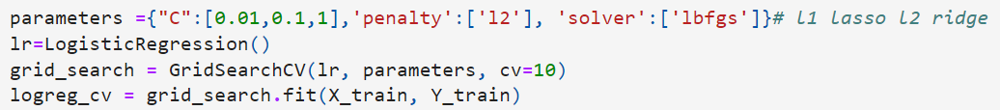 parameters ={"C":[0.01,0.1,1],'penalty':['l2'], 'solver':['lbfgs']}# l1 lasso l2 ridge
lr=LogisticRegression()
grid_search = GridSearchCV(lr, parameters, cv=10)
logreg_cv = grid_search.fit(X_train, Y_train)